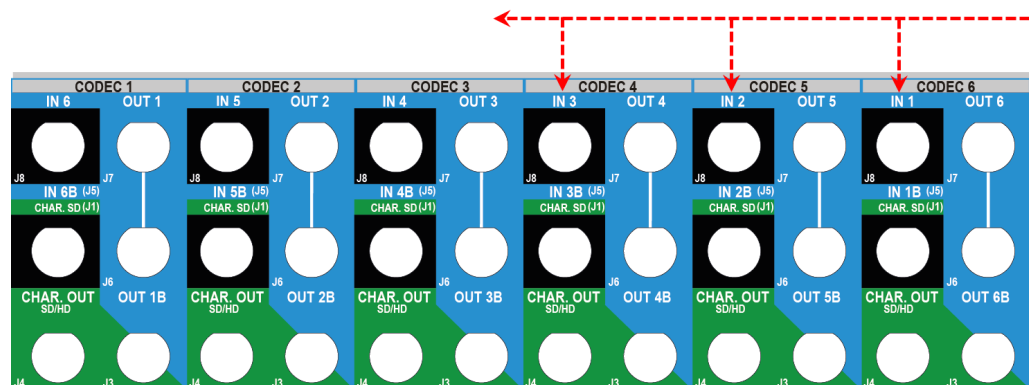 CODEC 1 CODEC 2 CODEC 3 CODEC 4 CODEC 5 CODEC 6
IN 6 OUT 1 IN 5 OUT 2 IN 4 OUT 3 IN 3 OUT 4 IN 2 OUT 5 IN 1 OUT 6
J8 J7 J8 J7 J8 J7 J8 J7 J8 J7 J8 J7
IN 6B (J5) IN 5B (J5) IN 4B (J5) IN 3B (J5) IN 2B (J5) IN 1B (J5)
CHAR. SD (J1) CHAR. SD (J1) CHAR. SD (J1) CHAR. SD (J1) CHAR. SD (J1) CHAR. SD (J1)
J6 J6 J6 J6 J6 J6
CHAR. OUT OUT 1B CHAR. OUT OUT 2B CHAR. OUT OUT 3B CHAR. OUT OUT 4B CHAR. OUT OUT 5B CHAR. OUT OUT 6B
SD/HD SD/HD SD/HD SD/HD SD/HD SD/HD
J4 J3 J4 J3 J4 J3 J4 J3 J4 J3 J4 J3